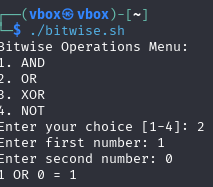 ┌──(vbox㉿vbox)-[~]
└─$ ./bitwise.sh
Bitwise Operations Menu:
1. AND
2. OR
3. XOR
4. NOT
Enter your choice [1-4]: 2
Enter first number: 1
Enter second number: 0
1 OR 0 = 1